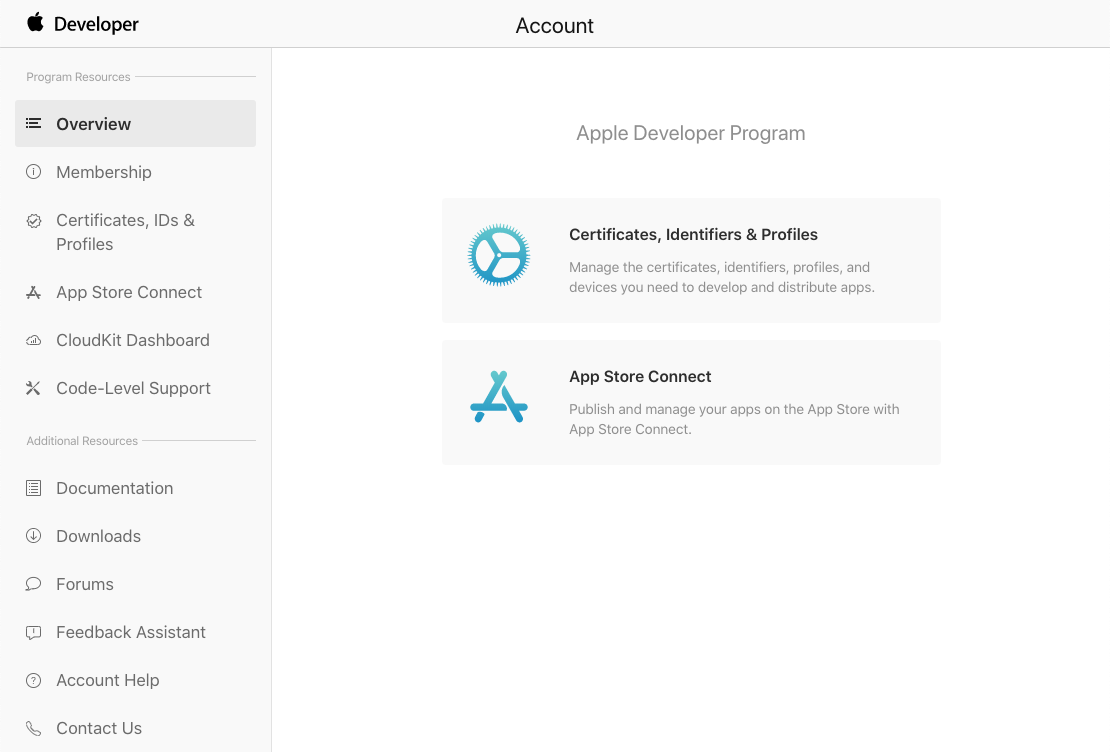 Developer
Account
Program Resources
Overview
Membership
Certificates, IDs &
Profiles
App Store Connect
CloudKit Dashboard
Code-Level Support
Additional Resources
Documentation
Downloads
Forums
Feedback Assistant
Account Help
Contact Us
Apple Developer Program
Certificates, Identifiers & Profiles
Manage the certificates, identifiers, profiles, and
devices you need to develop and distribute apps.
App Store Connect
Publish and manage your apps on the App Store with
App Store Connect.